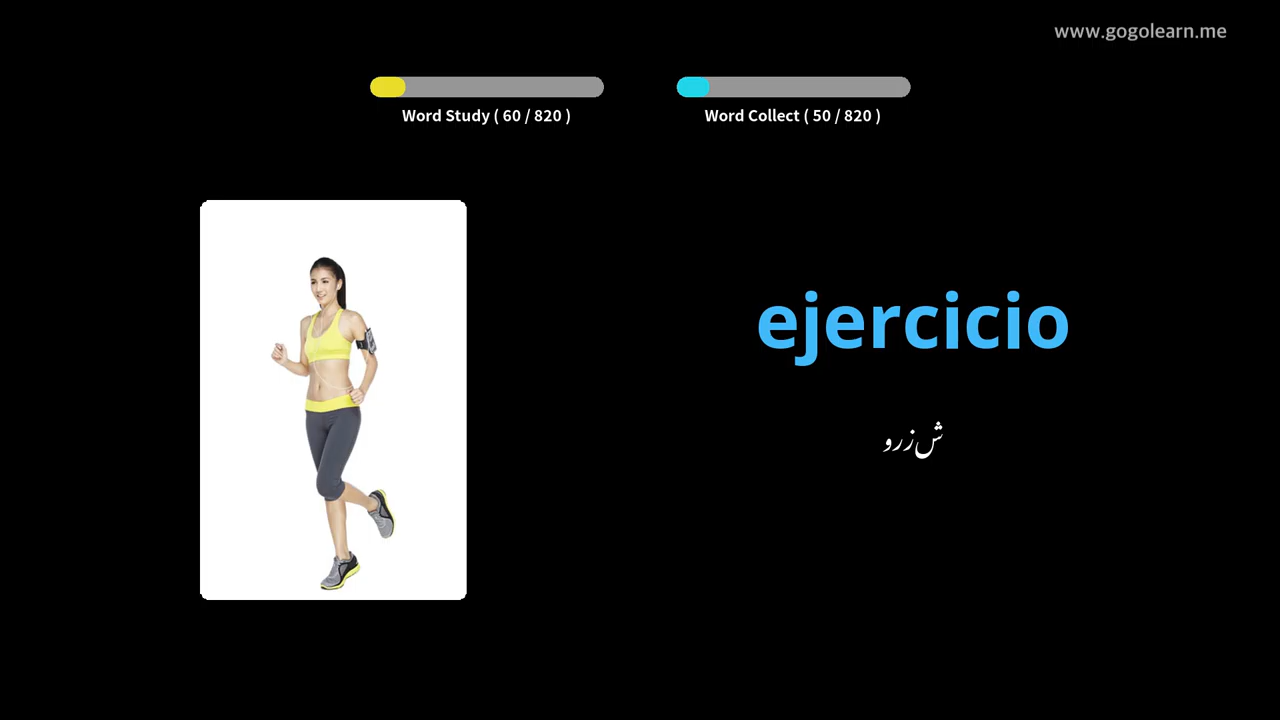 www.gogolearn.me
Word Study ( 60 / 820 )
Word Collect ( 50 / 820 )
ejercicio
ش زرو